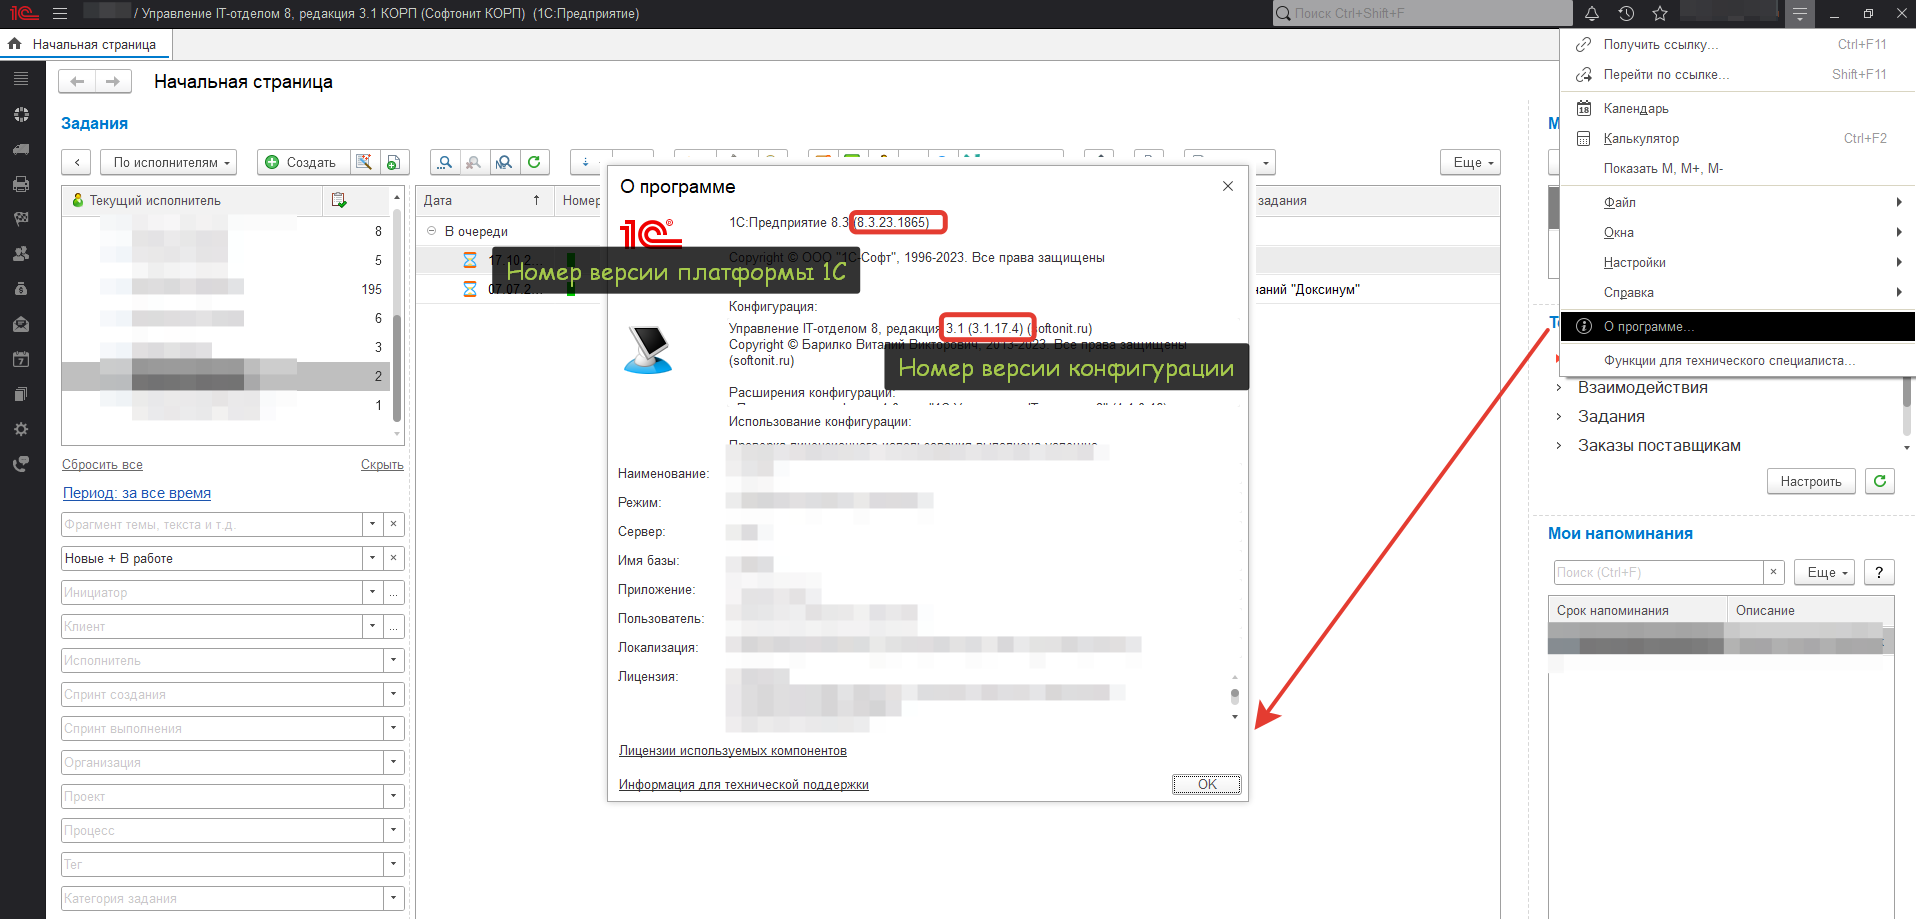 / Управление IT-отделом 8, редакция 3.1 КОРП (Софтонит КОРП) (1С:Предприятие)
Поиск Ctrl+Shift+F
Начальная страница
Получить ссылку... Ctrl+F11
Перейти по ссылке... Shift+F11
Календарь
Калькулятор Ctrl+F2
Показать М, М+, М-
Файл
Окна
Настройки
Справка
О программе...
Функции для технического специалиста...
Начальная страница
Задания
По исполнителям
Создать
Еще
Текущий исполнитель
8
5
195
6
3
2
1
Сбросить все Скрыть
Период: за все время
Фрагмент темы, текста и т.д.
Новые + В работе
Инициатор
Клиент
Исполнитель
Спринт создания
Спринт выполнения
Организация
Проект
Процесс
Тег
Категория задания
Дата Номер задания
В очереди
17.10.2...
07.07.2... наний "Доксинум"
О программе
1С:Предприятие 8.3 (8.3.23.1865)
Copyright © ООО "1С-Софт", 1996-2023. Все права защищены
Номер версии платформы 1С
Конфигурация:
Управление IT-отделом 8, редакция 3.1 (3.1.17.4) (softonit.ru)
Copyright © Барилко Виталий Викторович, 2013-2023. Все права защищены
(softonit.ru)
Номер версии конфигурации
Расширения конфигурации:
Использование конфигурации:
Проверка лицензионного использования выполнена успешно
Наименование:
Режим:
Сервер:
Имя базы:
Приложение:
Пользователь:
Локализация:
Лицензия:
Лицензии используемых компонентов
Информация для технической поддержки
OK
Взаимодействия
Задания
Заказы поставщикам
Настроить
Мои напоминания
Поиск (Ctrl+F)
Еще
?
Срок напоминания Описание